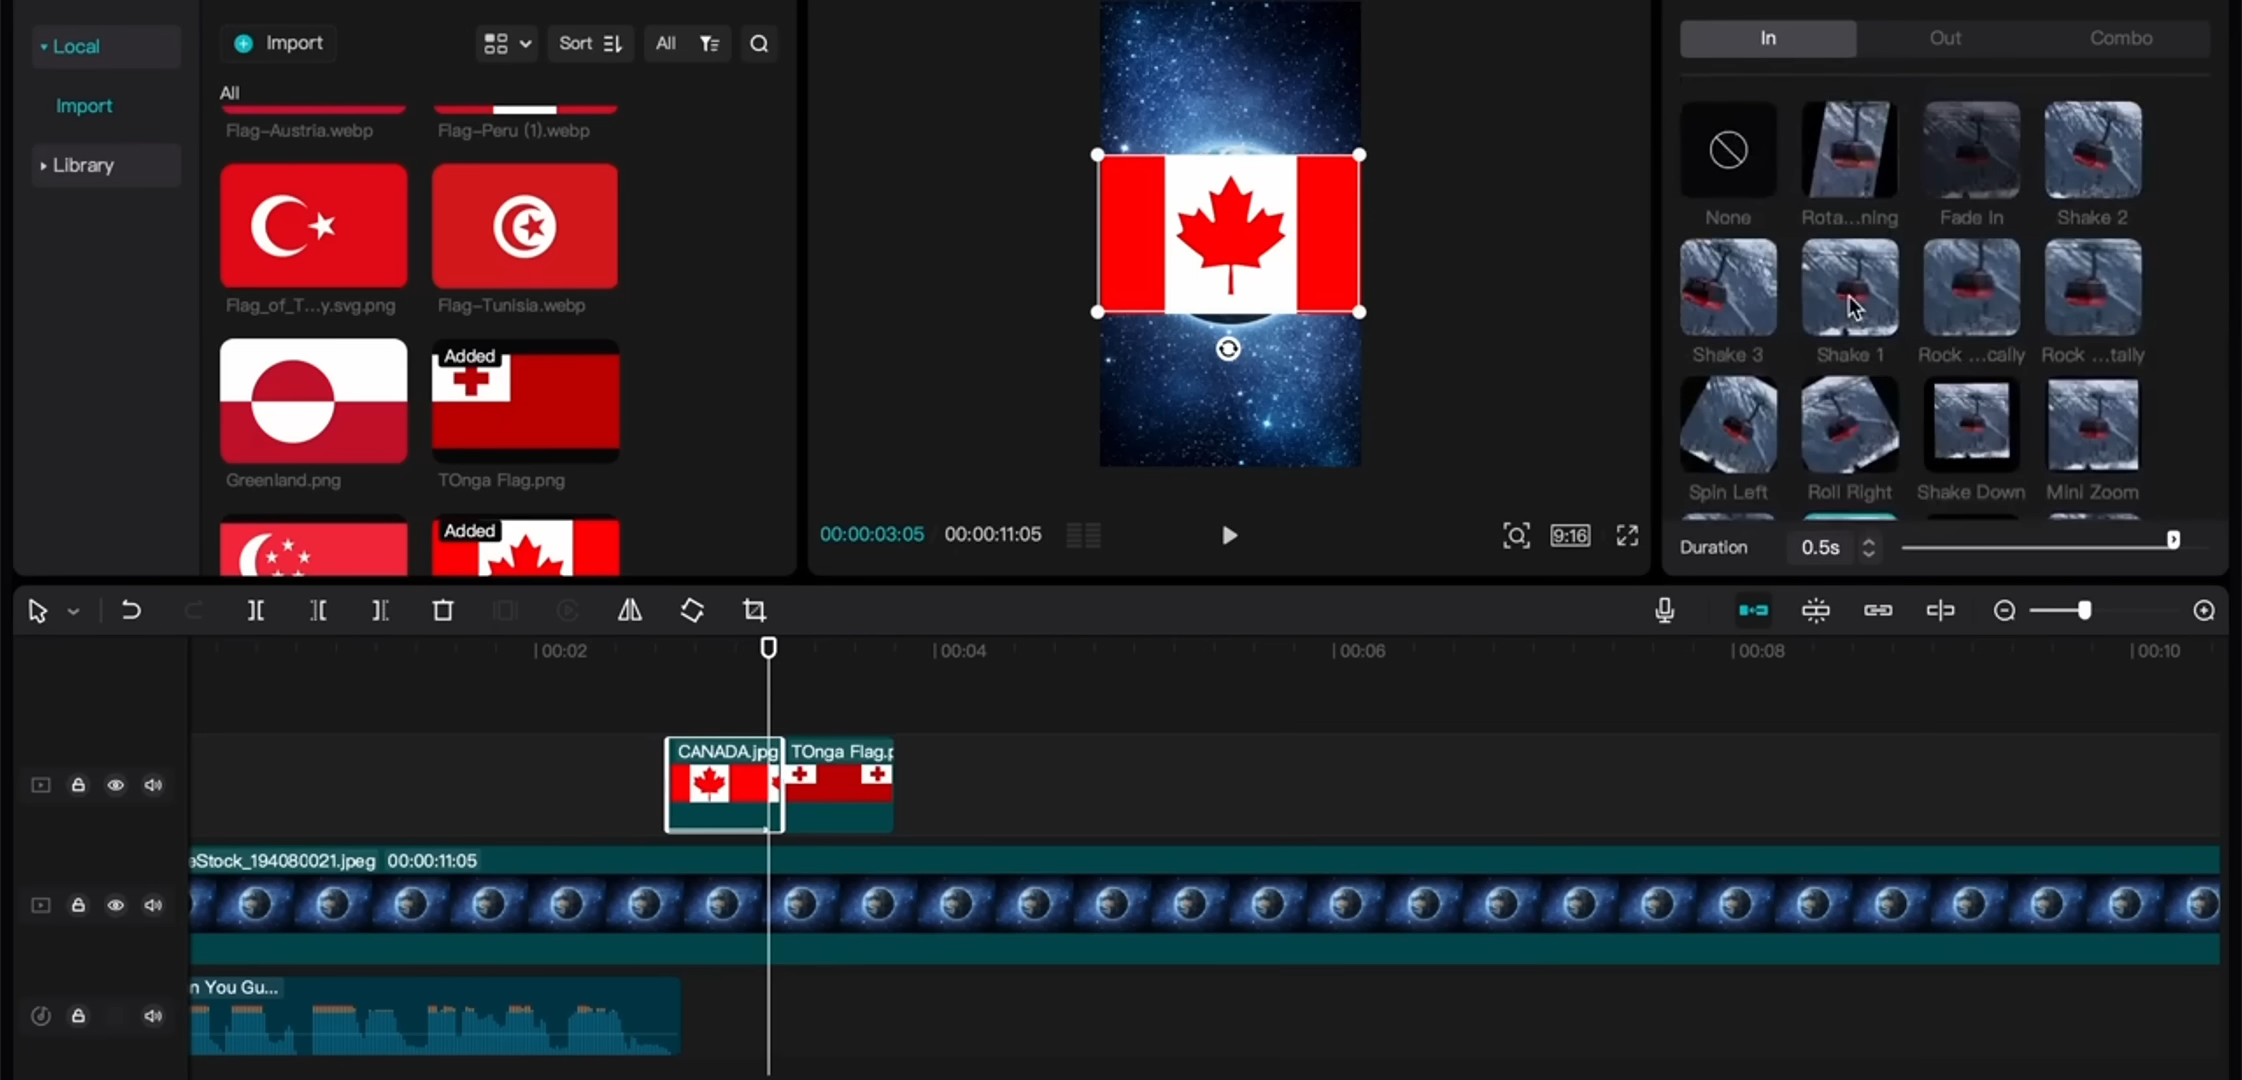 Local
Import
Library
Import
Sort
All
All
Flag-Austria.webp
Flag-Peru (1).webp
Flag_of_T...y.svg.png
Flag-Tunisia.webp
Added
Greenland.png
TOnga Flag.png
Added
00:00:03:05
00:00:11:05
9:16
In
Out
Combo
None
Rota...ning
Fade In
Shake 2
Shake 3
Shake 1
Rock ...cally
Rock ...tally
Spin Left
Roll Right
Shake Down
Mini Zoom
Duration
0.5s
00:02
00:04
00:06
00:08
00:10
CANADA.jpg
TOnga Flag.p
eStock_194080021.jpeg 00:00:11:05
n You Gu...